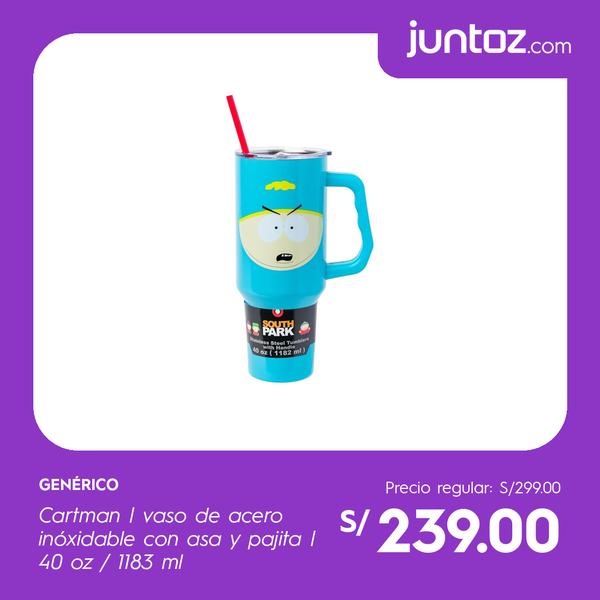 juntoz.com
SOUTH
PARK
Stainless Steel Tumblers
with Handle
40 oz ( 1182 ml )
GENÉRICO
Cartman | vaso de acero
inóxidable con asa y pajita |
40 oz / 1183 ml
Precio regular: S/299.00
S/ 239.00